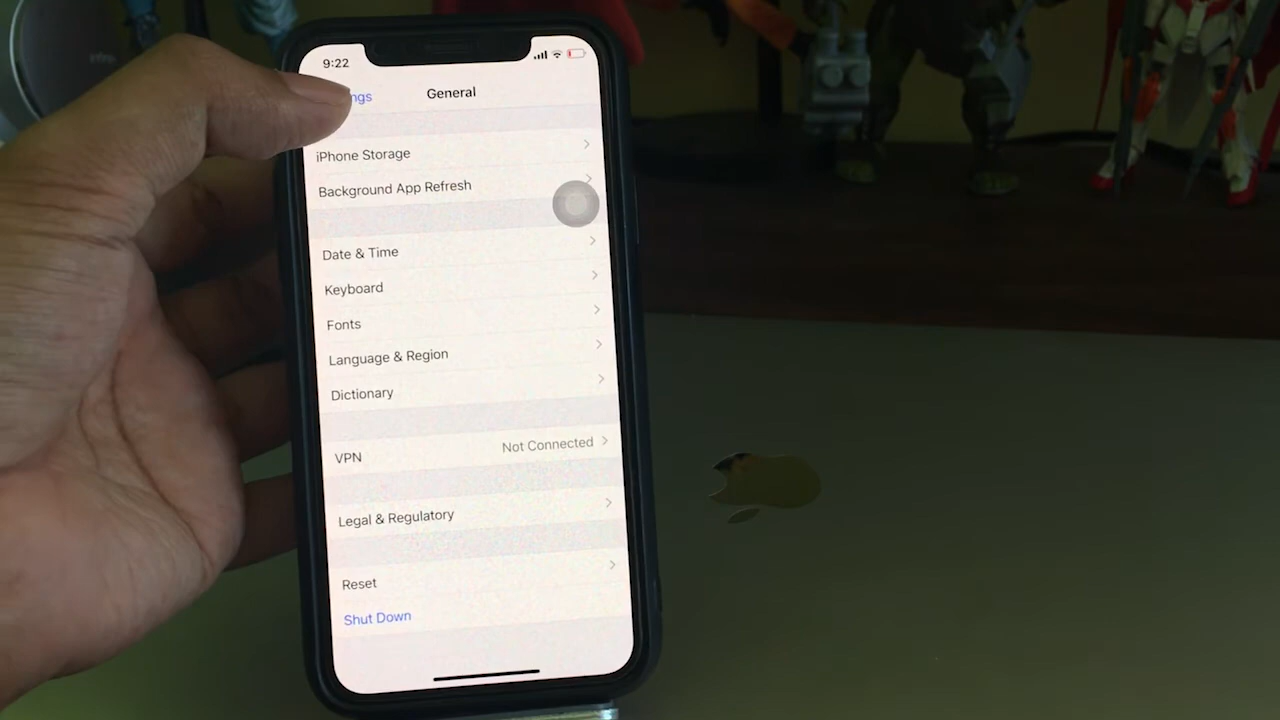 9:22
ngs
General
iPhone Storage
Background App Refresh
Date & Time
Keyboard
Fonts
Language & Region
Dictionary
VPN
Not Connected
Legal & Regulatory
Reset
Shut Down